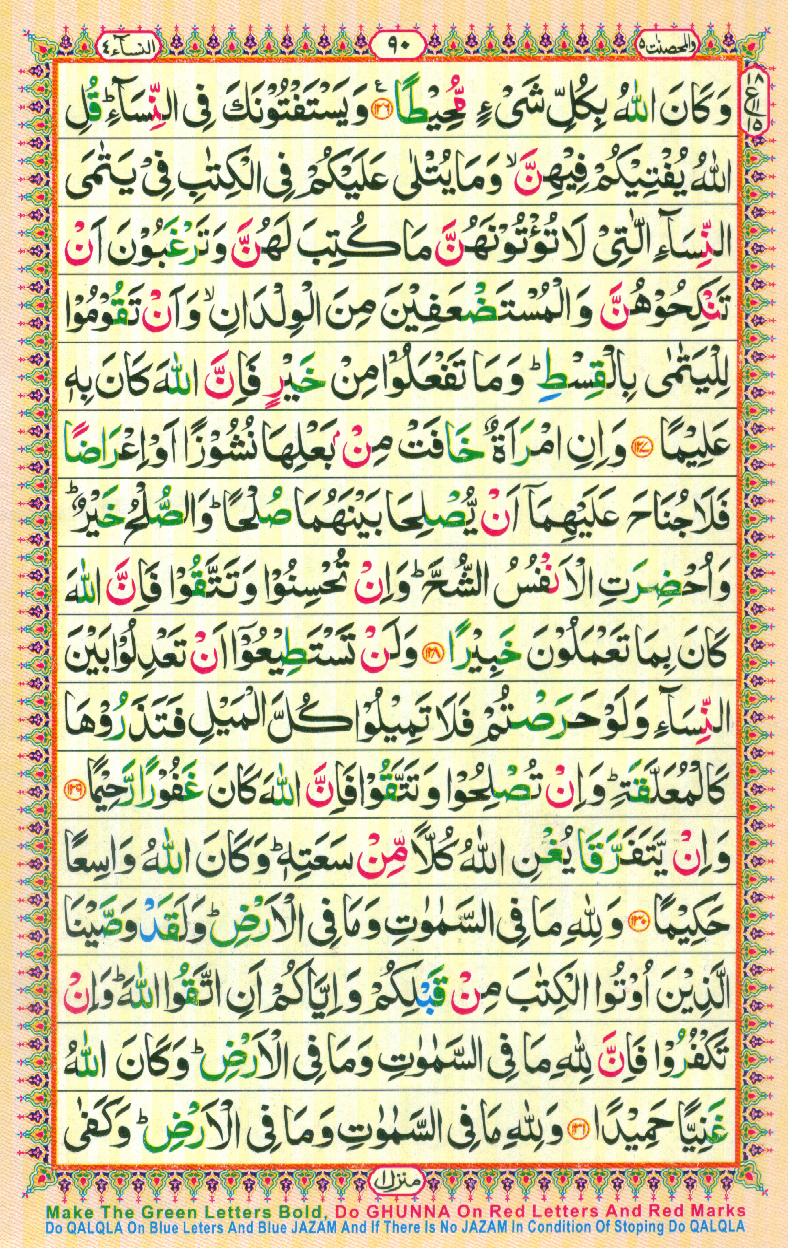 والمحصنت ٥
٩٠
النساء ٤
١٨
ع ١١
١٥
وَكَانَ اللّٰهُ بِكُلِّ شَىْءٍ مُّحِيْطًا ﴿۱۲۶﴾ وَيَسْتَفْتُوْنَكَ فِى النِّسَآءِ ؕ قُلِ
اللّٰهُ يُفْتِيْكُمْ فِيْهِنَّ ۙ وَمَا يُتْلٰى عَلَيْكُمْ فِى الْكِتٰبِ فِىْ يَتٰمَى
النِّسَآءِ الّٰتِىْ لَا تُؤْتُوْنَهُنَّ مَا كُتِبَ لَهُنَّ وَتَرْغَبُوْنَ اَنْ
تَنْكِحُوْهُنَّ وَالْمُسْتَضْعَفِيْنَ مِنَ الْوِلْدَانِ ۙ وَاَنْ تَقُوْمُوْا
لِلْيَتٰمٰى بِالْقِسْطِ ؕ وَمَا تَفْعَلُوْا مِنْ خَيْرٍ فَاِنَّ اللّٰهَ كَانَ بِهٖ
عَلِيْمًا ﴿۱۲۷﴾ وَاِنِ امْرَاَةٌ خَافَتْ مِنْۢ بَعْلِهَا نُشُوْزًا اَوْ اِعْرَاضًا
فَلَا جُنَاحَ عَلَيْهِمَاۤ اَنْ يُّصْلِحَا بَيْنَهُمَا صُلْحًا ؕ وَالصُّلْحُ خَيْرٌ ؕ
وَاُحْضِرَتِ الْاَنْفُسُ الشُّحَّ ؕ وَاِنْ تُحْسِنُوْا وَتَتَّقُوْا فَاِنَّ اللّٰهَ
كَانَ بِمَا تَعْمَلُوْنَ خَبِيْرًا ﴿۱۲۸﴾ وَلَنْ تَسْتَطِيْعُوْۤا اَنْ تَعْدِلُوْا بَيْنَ
النِّسَآءِ وَلَوْ حَرَصْتُمْ فَلَا تَمِيْلُوْا كُلَّ الْمَيْلِ فَتَذَرُوْهَا
كَالْمُعَلَّقَةِ ؕ وَاِنْ تُصْلِحُوْا وَتَتَّقُوْا فَاِنَّ اللّٰهَ كَانَ غَفُوْرًا رَّحِيْمًا ﴿۱۲۹﴾
وَاِنْ يَّتَفَرَّقَا يُغْنِ اللّٰهُ كُلًّا مِّنْ سَعَتِهٖ ؕ وَكَانَ اللّٰهُ وَاسِعًا
حَكِيْمًا ﴿۱۳۰﴾ وَلِلّٰهِ مَا فِى السَّمٰوٰتِ وَمَا فِى الْاَرْضِ ؕ وَلَقَدْ وَصَّيْنَا
الَّذِيْنَ اُوْتُوا الْكِتٰبَ مِنْ قَبْلِكُمْ وَاِيَّاكُمْ اَنِ اتَّقُوا اللّٰهَ ؕ وَاِنْ
تَكْفُرُوْا فَاِنَّ لِلّٰهِ مَا فِى السَّمٰوٰتِ وَمَا فِى الْاَرْضِ ؕ وَكَانَ اللّٰهُ
غَنِيًّا حَمِيْدًا ﴿۱۳۱﴾ وَلِلّٰهِ مَا فِى السَّمٰوٰتِ وَمَا فِى الْاَرْضِ ؕ وَكَفٰى
منزل ۱
Make The Green Letters Bold, Do GHUNNA On Red Letters And Red Marks
Do QALQLA On Blue Leters And Blue JAZAM And If There Is No JAZAM In Condition Of Stoping Do QALQLA